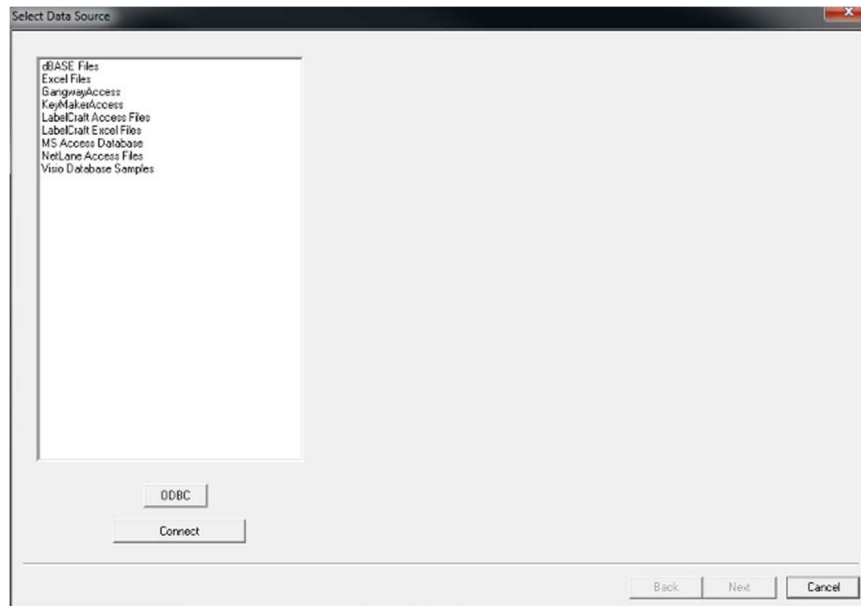 Select Data Source
dBASE Files
Excel Files
GangwayAccess
KeyMakerAccess
LabelCraft Access Files
LabelCraft Excel Files
MS Access Database
NetLane Access Files
Visio Database Samples
ODBC
Connect
Back
Next
Cancel